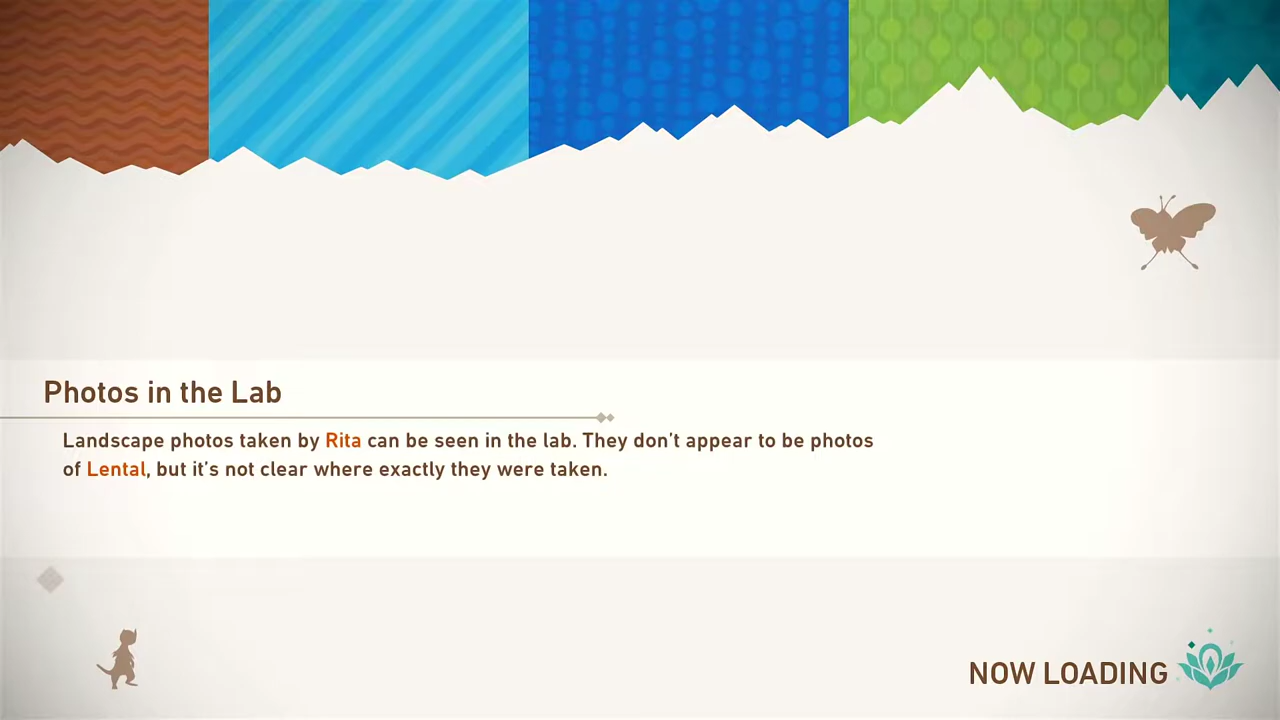 Photos in the Lab
Landscape photos taken by Rita can be seen in the lab. They don't appear to be photos
of Lental, but it's not clear where exactly they were taken.
NOW LOADING